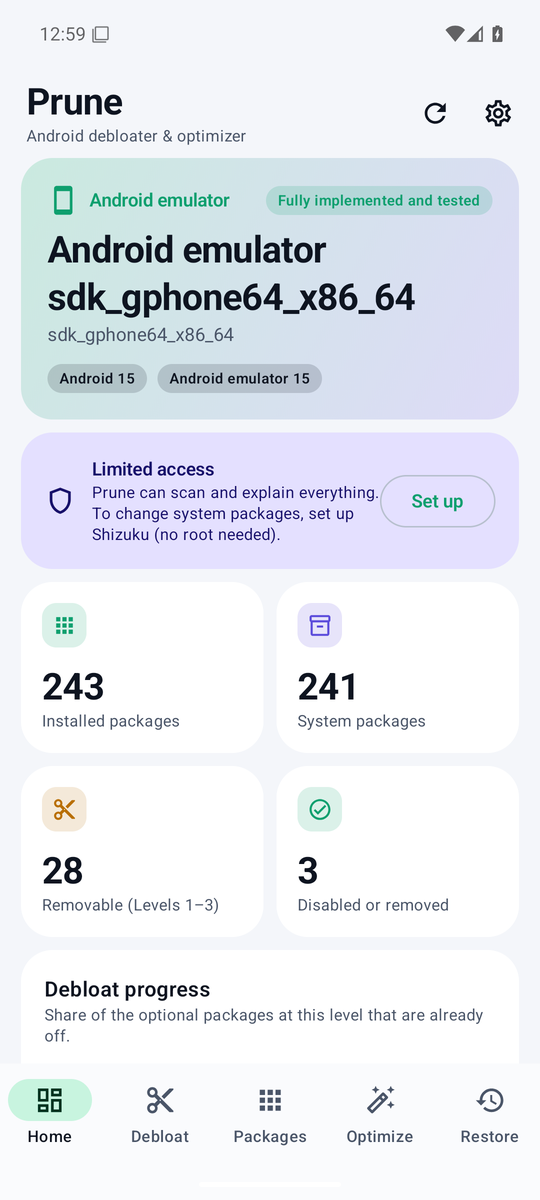 12:59
Prune
Android debloater & optimizer
Android emulator
Fully implemented and tested
Android emulator
sdk_gphone64_x86_64
sdk_gphone64_x86_64
Android 15
Android emulator 15
Limited access
Prune can scan and explain everything.
To change system packages, set up
Shizuku (no root needed).
Set up
243
Installed packages
241
System packages
28
Removable (Levels 1–3)
3
Disabled or removed
Debloat progress
Share of the optional packages at this level that are already
off.
Home
Debloat
Packages
Optimize
Restore